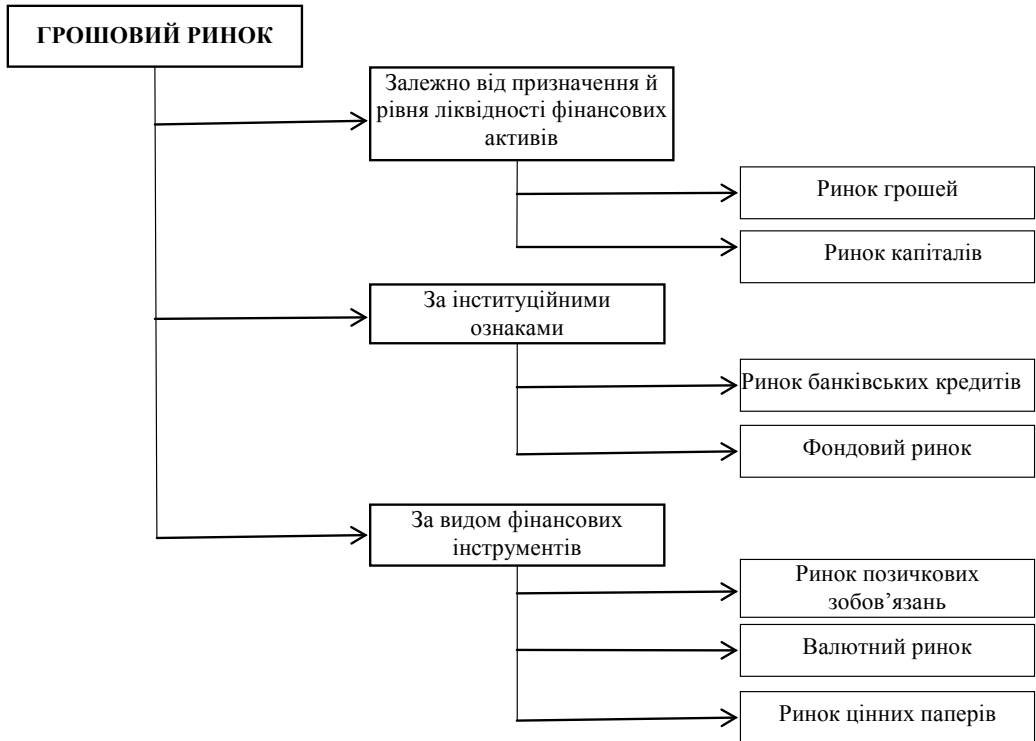 ГРОШОВИЙ РИНОК
Залежно від призначення й
рівня ліквідності фінансових
активів
Ринок грошей
Ринок капіталів
За інституційними
ознаками
Ринок банківських кредитів
Фондовий ринок
За видом фінансових
інструментів
Ринок позичкових
зобов’язань
Валютний ринок
Ринок цінних паперів